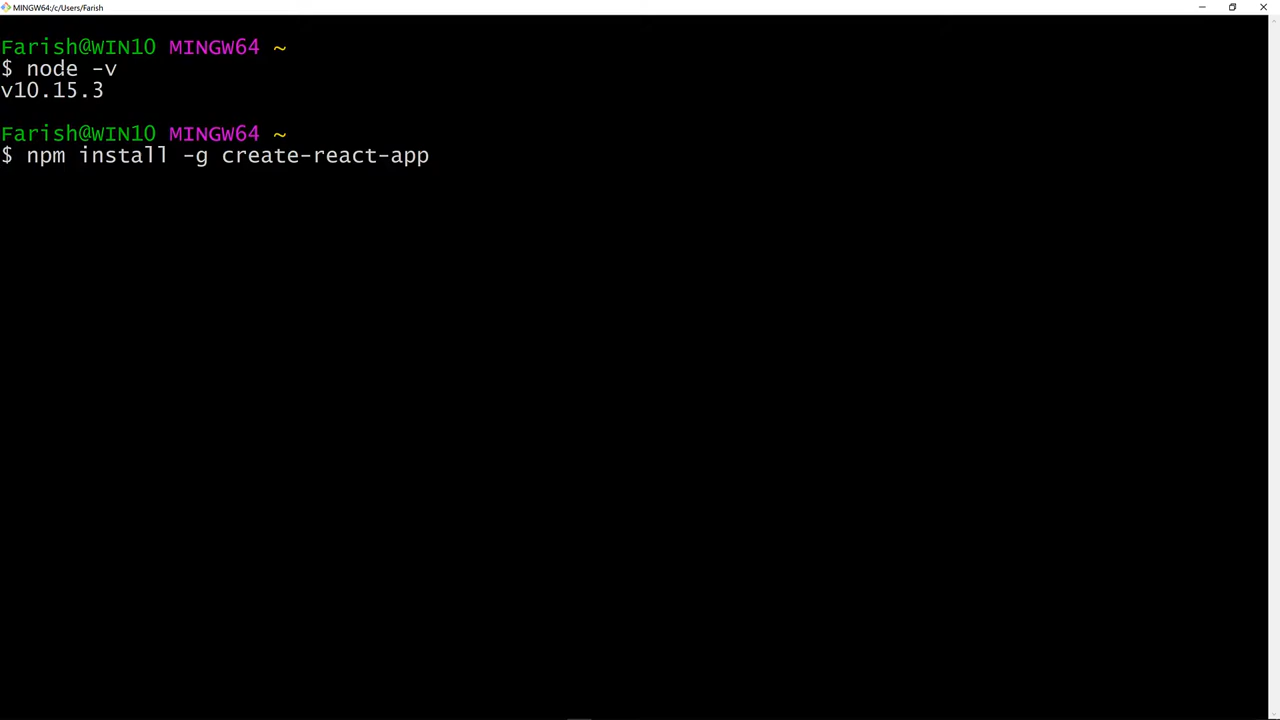 MINGW64:/c/Users/Farish
Farish@WIN10 MINGW64 ~
$ node -v
v10.15.3
Farish@WIN10 MINGW64 ~
$ npm install -g create-react-app